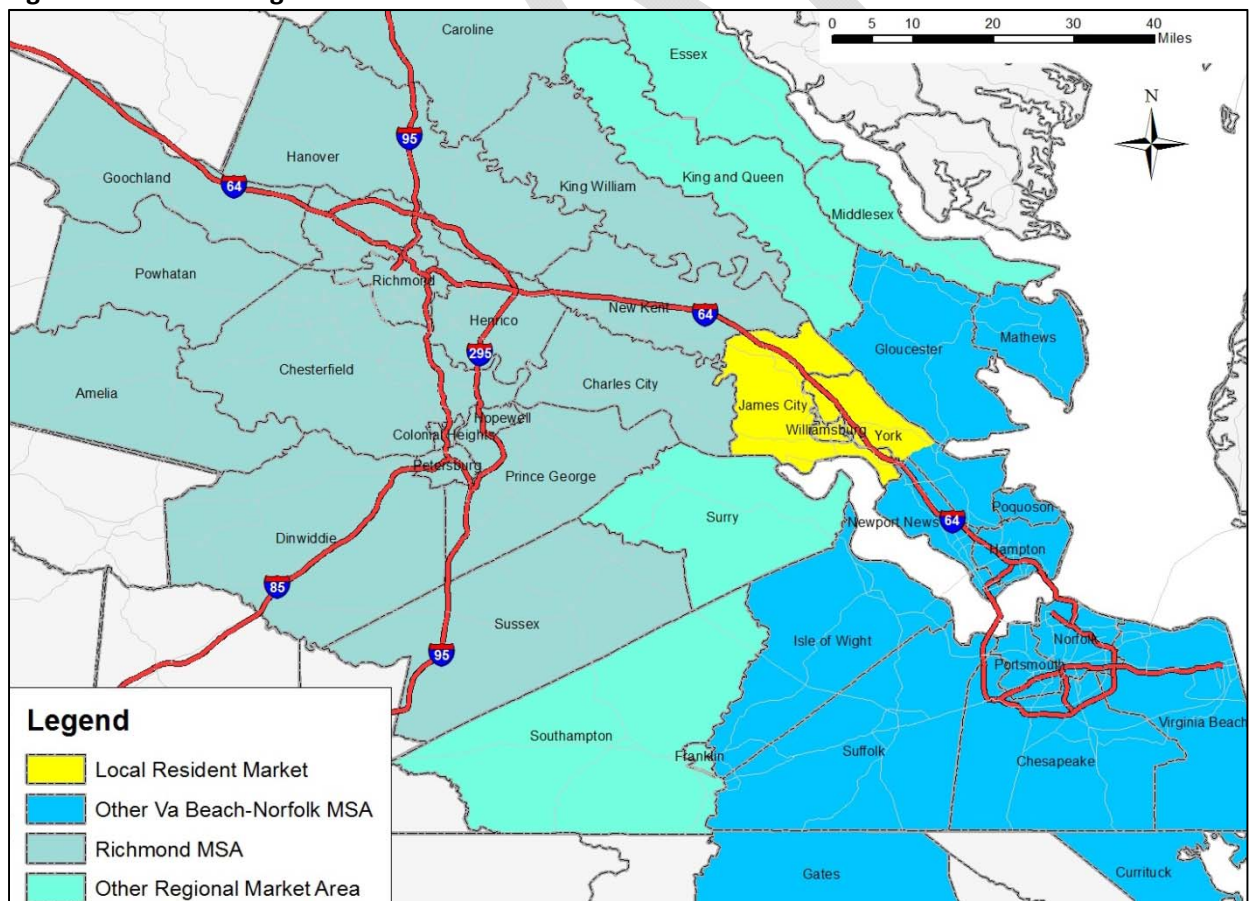 0 5 10 20 30 40
Miles
N
Caroline
Essex
95
Hanover
Goochland
64
King William
King and Queen
Middlesex
Powhatan
Richmond
New Kent
64
Henrico
Gloucester
Mathews
295
Chesterfield
Charles City
Amelia
James City
Hopewell
Williamsburg
York
Colonial Heights
Petersburg
Prince George
Surry
Newport News
64
Poquoson
Hampton
Dinwiddie
85
Sussex
95
Isle of Wight
Norfolk
Portsmouth
Virginia Beach
Southampton
Franklin
Suffolk
Chesapeake
Gates
Currituck
Legend
Local Resident Market
Other Va Beach-Norfolk MSA
Richmond MSA
Other Regional Market Area